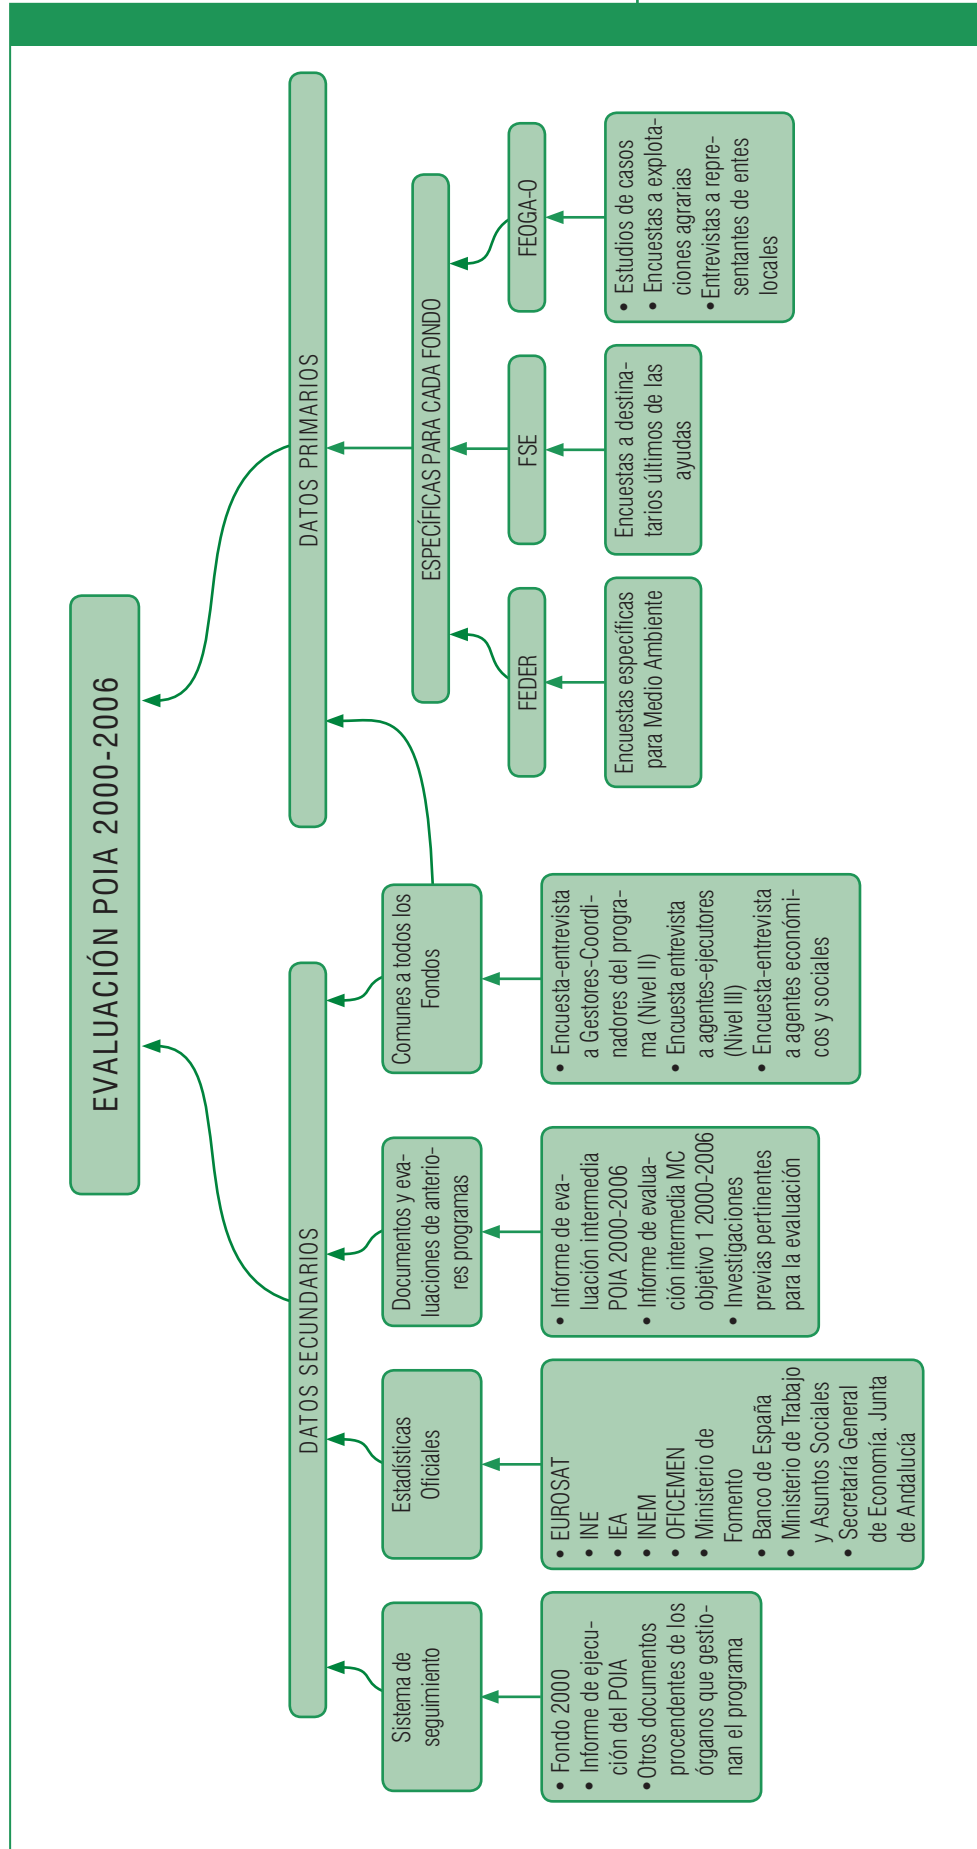 EVALUACIÓN POIA 2000-2006
DATOS SECUNDARIOS
DATOS PRIMARIOS
Sistema de
seguimiento
Estadísticas
Oficiales
Documentos y eva-
luaciones de anterio-
res programas
Comunes a todos los
Fondos
ESPECÍFICAS PARA CADA FONDO
FEDER
FSE
FEOGA-O
• Fondo 2000
• Informe de ejecu-
ción del POIA
•Otros documentos
procendentes de los
órganos que gestio-
nan el programa
• EUROSAT
• INE
• IEA
• INEM
• OFICEMEN
• Ministerio de
Fomento
• Banco de España
• Ministerio de Trabajo
y Asuntos Sociales
• Secretaría General
de Economía. Junta
de Andalucía
• Informe de eva-
luación intermedia
POIA 2000-2006
• Informe de evalua-
ción intermedia MC
objetivo 1 2000-2006
• Investigaciones
previas pertinentes
para la evaluación
• Encuesta-entrevista
a Gestores-Coordi-
nadores del progra-
ma (Nivel II)
• Encuesta entrevista
a agentes-ejecutores
(Nivel III)
• Encuesta-entrevista
a agentes económi-
cos y sociales
Encuestas específicas
para Medio Ambiente
Encuestas a destina-
tarios últimos de las
ayudas
• Estudios de casos
• Encuestas a explota-
ciones agrarias
• Entrevistas a repre-
sentantes de entes
locales